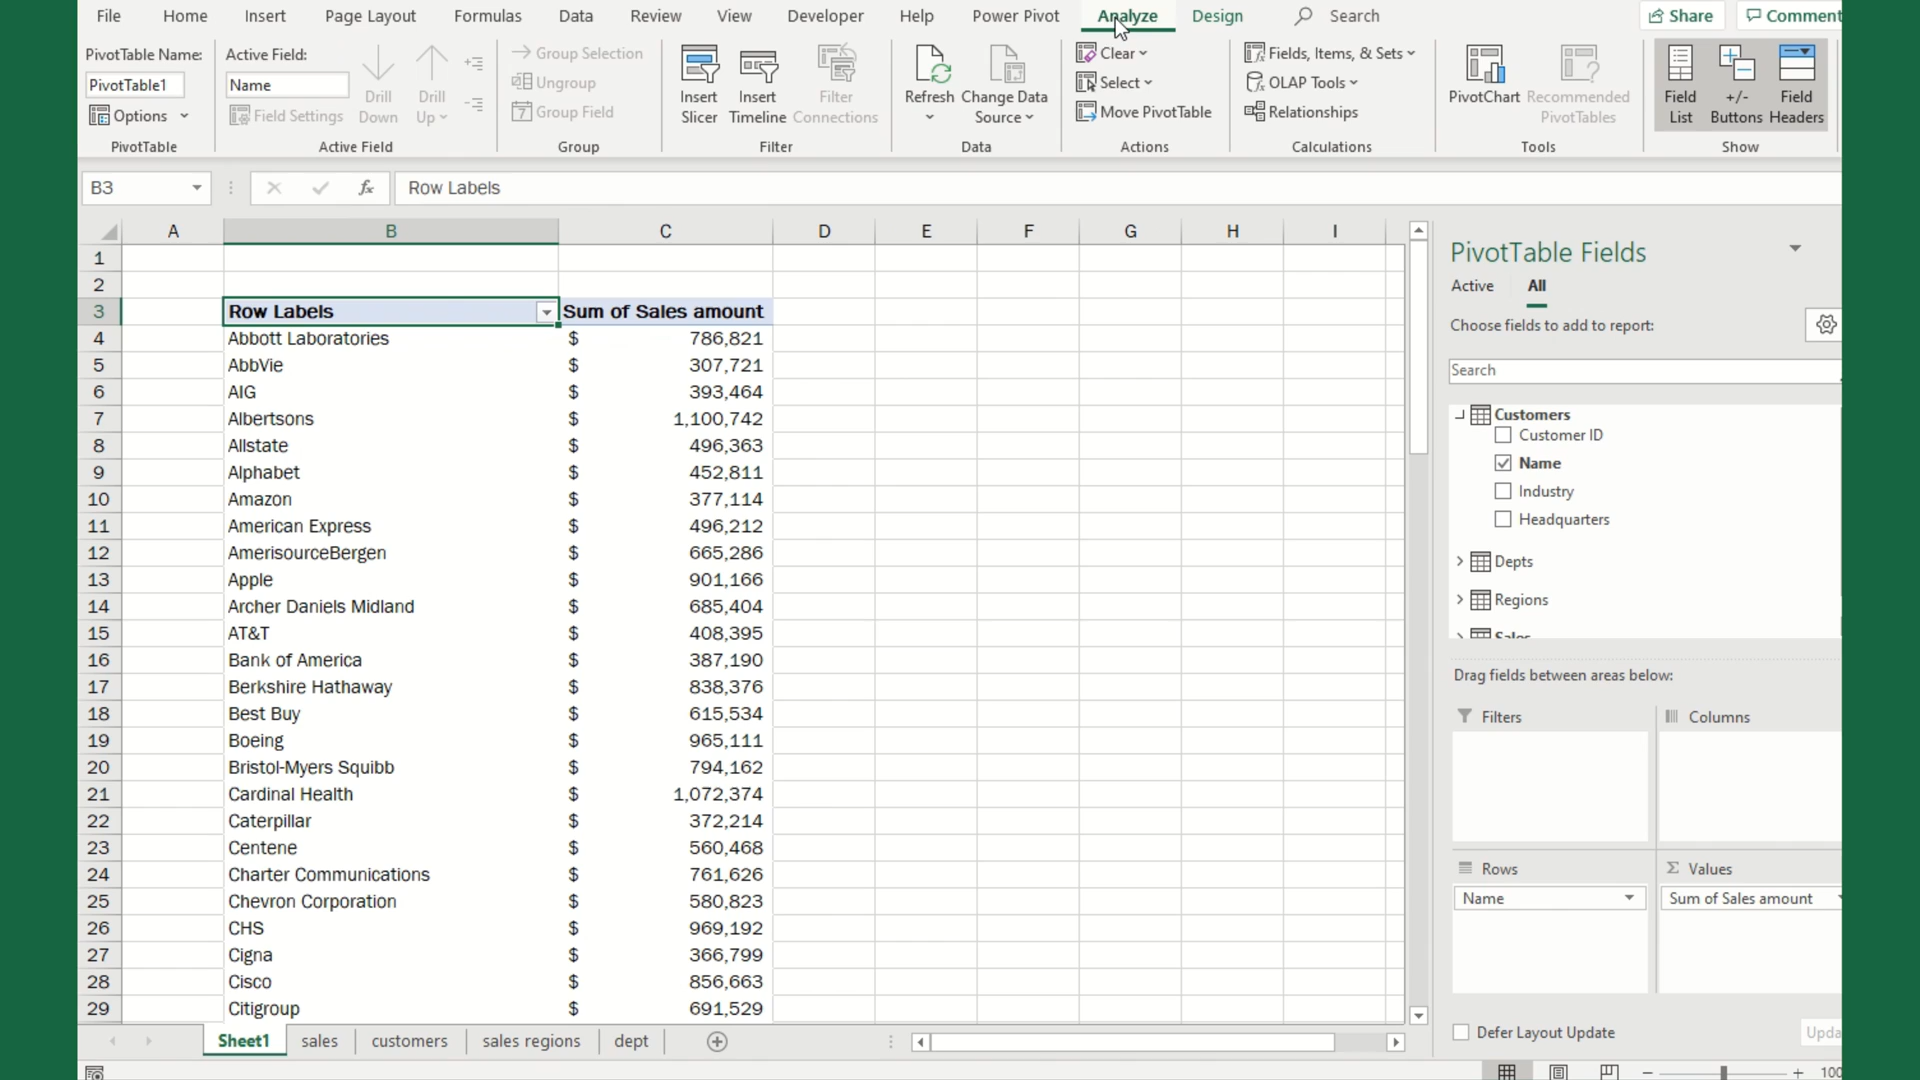 File Home Insert Page Layout Formulas Data Review View Developer Help Power Pivot Analyze Design Search Share
PivotTable Name: Active Field:
PivotTable1 Name
Options Field Settings
Drill Down Drill Up
Group Selection
Ungroup
Group Field
Insert Slicer Insert Timeline Filter Connections
Refresh Change Data Source
Clear
Select
Move PivotTable
Fields, Items, & Sets
OLAP Tools
Relationships
PivotChart Recommended PivotTables
Field List +/- Buttons Field Headers
PivotTable Active Field Group Filter Data Actions Calculations Tools Show
B3 fx Row Labels
A B C D E F G H I
1
2
3 Row Labels Sum of Sales amount
4 Abbott Laboratories $ 786,821
5 AbbVie $ 307,721
6 AIG $ 393,464
7 Albertsons $ 1,100,742
8 Allstate $ 496,363
9 Alphabet $ 452,811
10 Amazon $ 377,114
11 American Express $ 496,212
12 AmerisourceBergen $ 665,286
13 Apple $ 901,166
14 Archer Daniels Midland $ 685,404
15 AT&T $ 408,395
16 Bank of America $ 387,190
17 Berkshire Hathaway $ 838,376
18 Best Buy $ 615,534
19 Boeing $ 965,111
20 Bristol-Myers Squibb $ 794,162
21 Cardinal Health $ 1,072,374
22 Caterpillar $ 372,214
23 Centene $ 560,468
24 Charter Communications $ 761,626
25 Chevron Corporation $ 580,823
26 CHS $ 969,192
27 Cigna $ 366,799
28 Cisco $ 856,663
29 Citigroup $ 691,529
Sheet1 sales customers sales regions dept
PivotTable Fields
Active All
Choose fields to add to report:
Search
Customers
Customer ID
Name
Industry
Headquarters
Depts
Regions
Sales
Drag fields between areas below:
Filters Columns
Rows Σ Values
Name Sum of Sales amount
Defer Layout Update